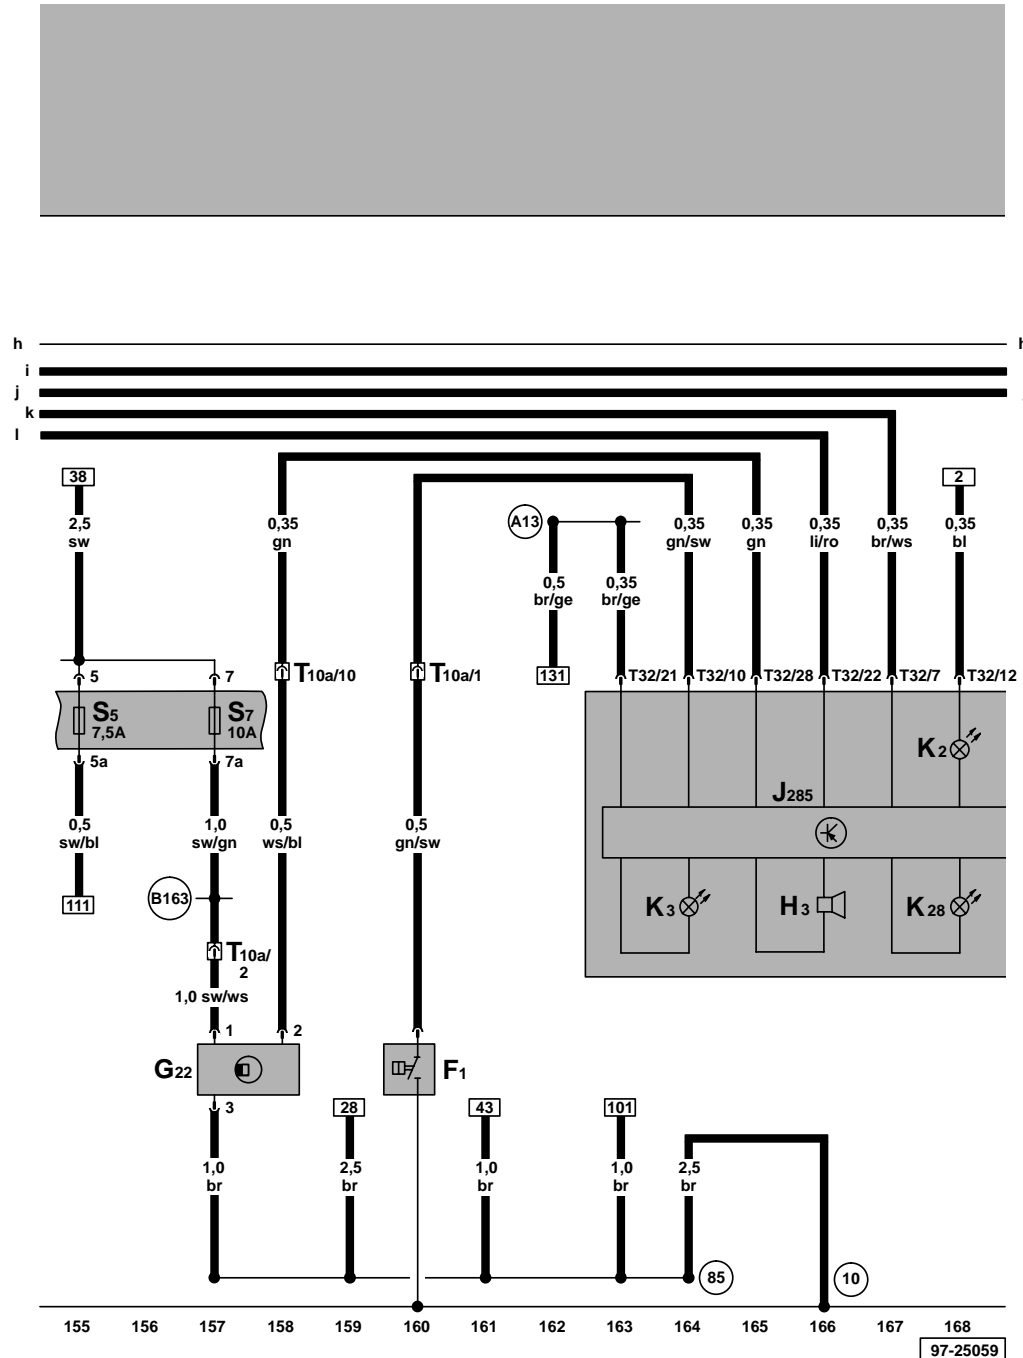 h
h
i
j
k
l
38
2
2,5
sw
0,35
gn
A13
0,35
gn/sw
0,35
gn
0,35
li/ro
0,35
br/ws
0,35
bl
0,5
br/ge
0,35
br/ge
5
7
T10a/10
T10a/1
131
T32/21
T32/10
T32/28
T32/22
T32/7
T32/12
S5
7,5A
S7
10A
K2
5a
7a
J285
0,5
sw/bl
1,0
sw/gn
0,5
ws/bl
0,5
gn/sw
111
B163
K3
H3
K28
T10a/
2
1,0 sw/ws
1
2
G22
F1
3
28
43
101
1,0
br
2,5
br
1,0
br
1,0
br
2,5
br
85
10
155 156 157 158 159 160 161 162 163 164 165 166 167 168
97-25059